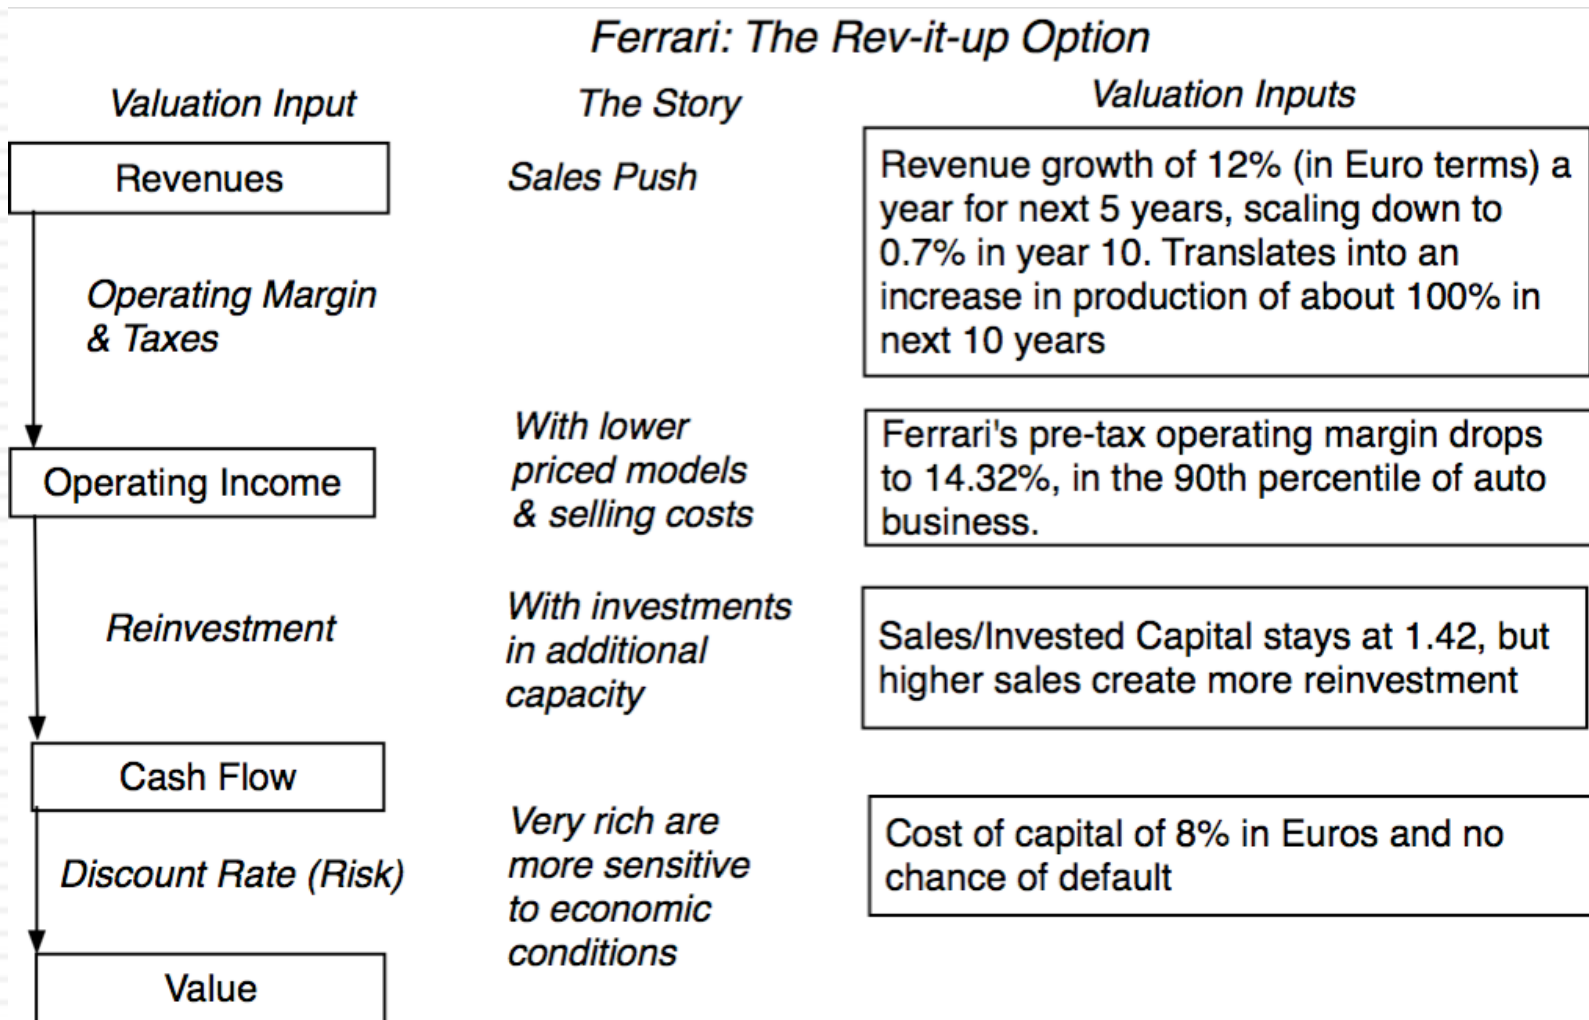 Ferrari: The Rev-it-up Option
Valuation Input
The Story
Valuation Inputs
Revenues
Sales Push
Revenue growth of 12% (in Euro terms) a
year for next 5 years, scaling down to
0.7% in year 10. Translates into an
increase in production of about 100% in
next 10 years
Operating Margin
& Taxes
Operating Income
With lower
priced models
& selling costs
Ferrari's pre-tax operating margin drops
to 14.32%, in the 90th percentile of auto
business.
Reinvestment
With investments
in additional
capacity
Sales/Invested Capital stays at 1.42, but
higher sales create more reinvestment
Cash Flow
Discount Rate (Risk)
Very rich are
more sensitive
to economic
conditions
Cost of capital of 8% in Euros and no
chance of default
Value